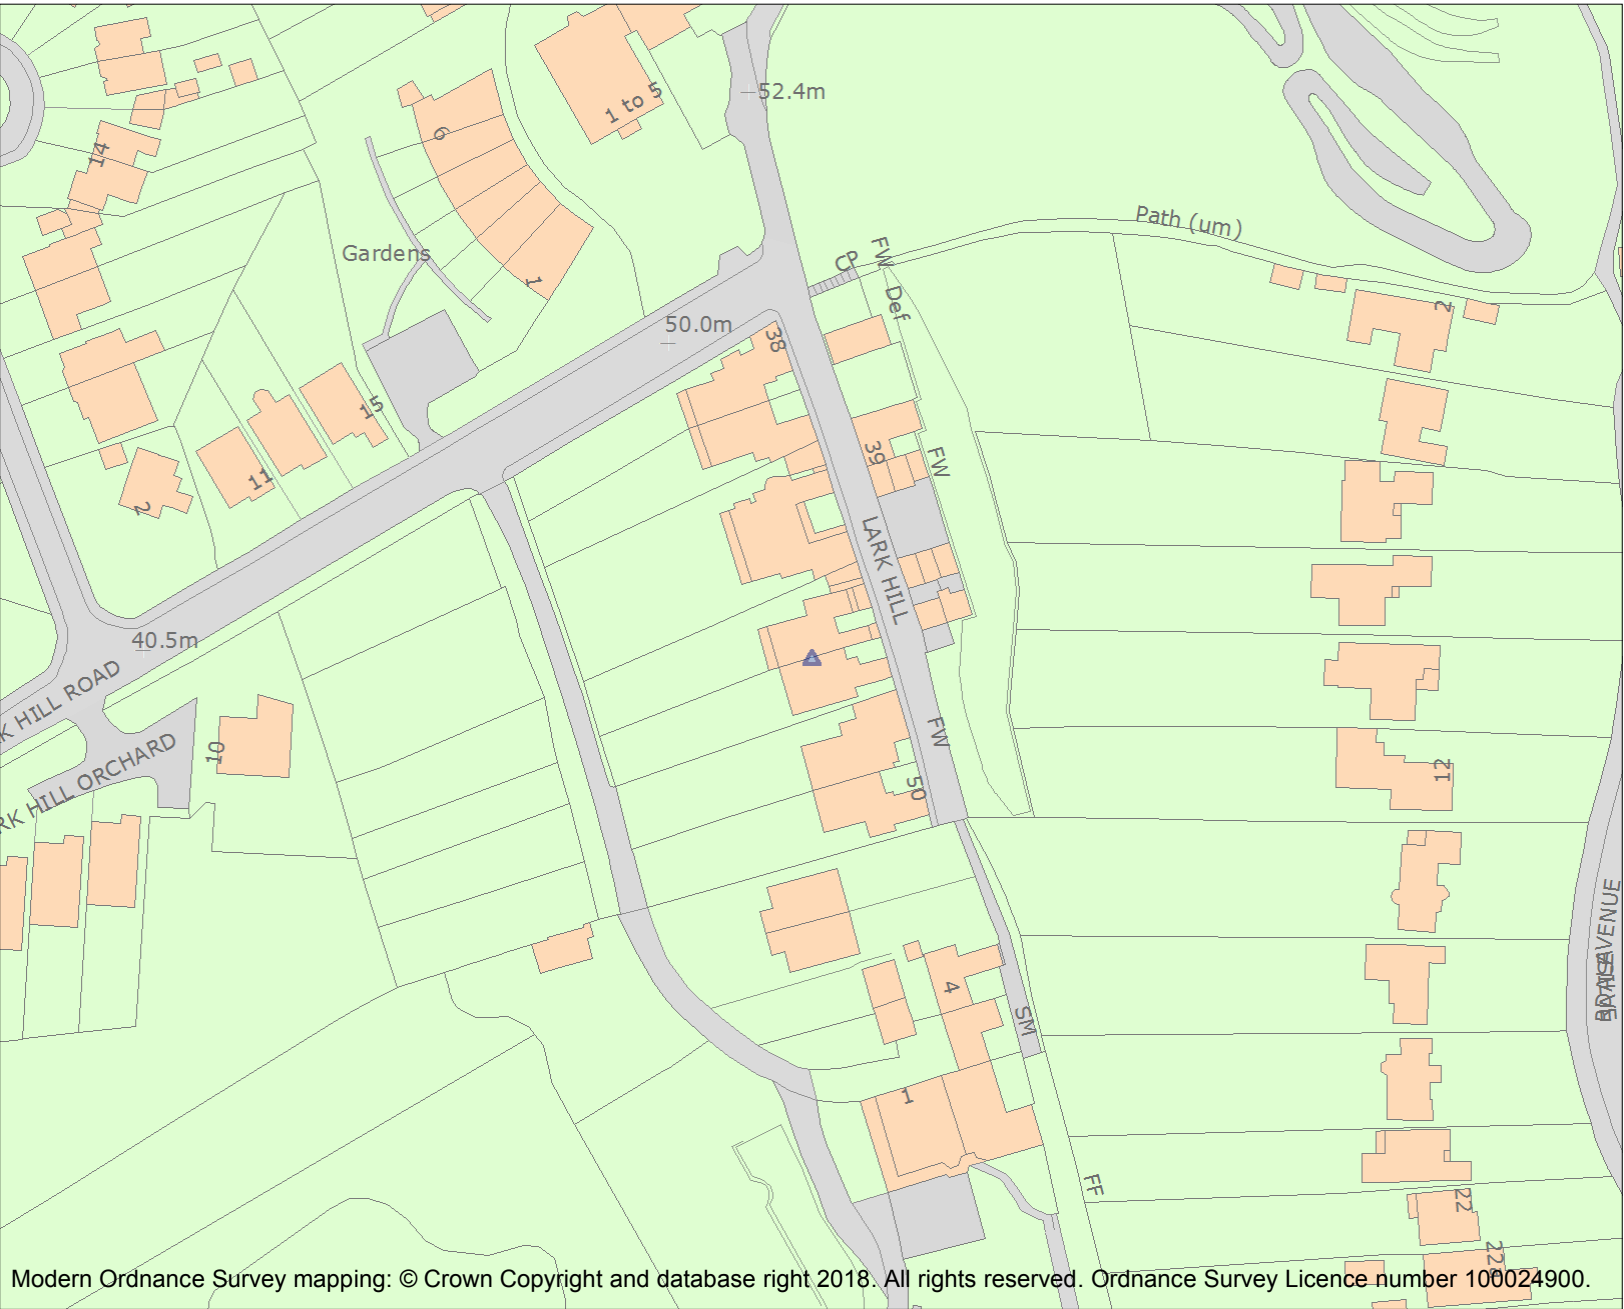 1 to 5
52.4m
6
14
Path (um)
CP
FW
Gardens
1
Def
2
50.0m
38
15
39
FW
11
2
LARK HILL
40.5m
K HILL ROAD
FW
10
RK HILL ORCHARD
50
12
4
SM
1
FF
22
Modern Ordnance Survey mapping: © Crown Copyright and database right 2018. All rights reserved. Ordnance Survey Licence number 100024900.